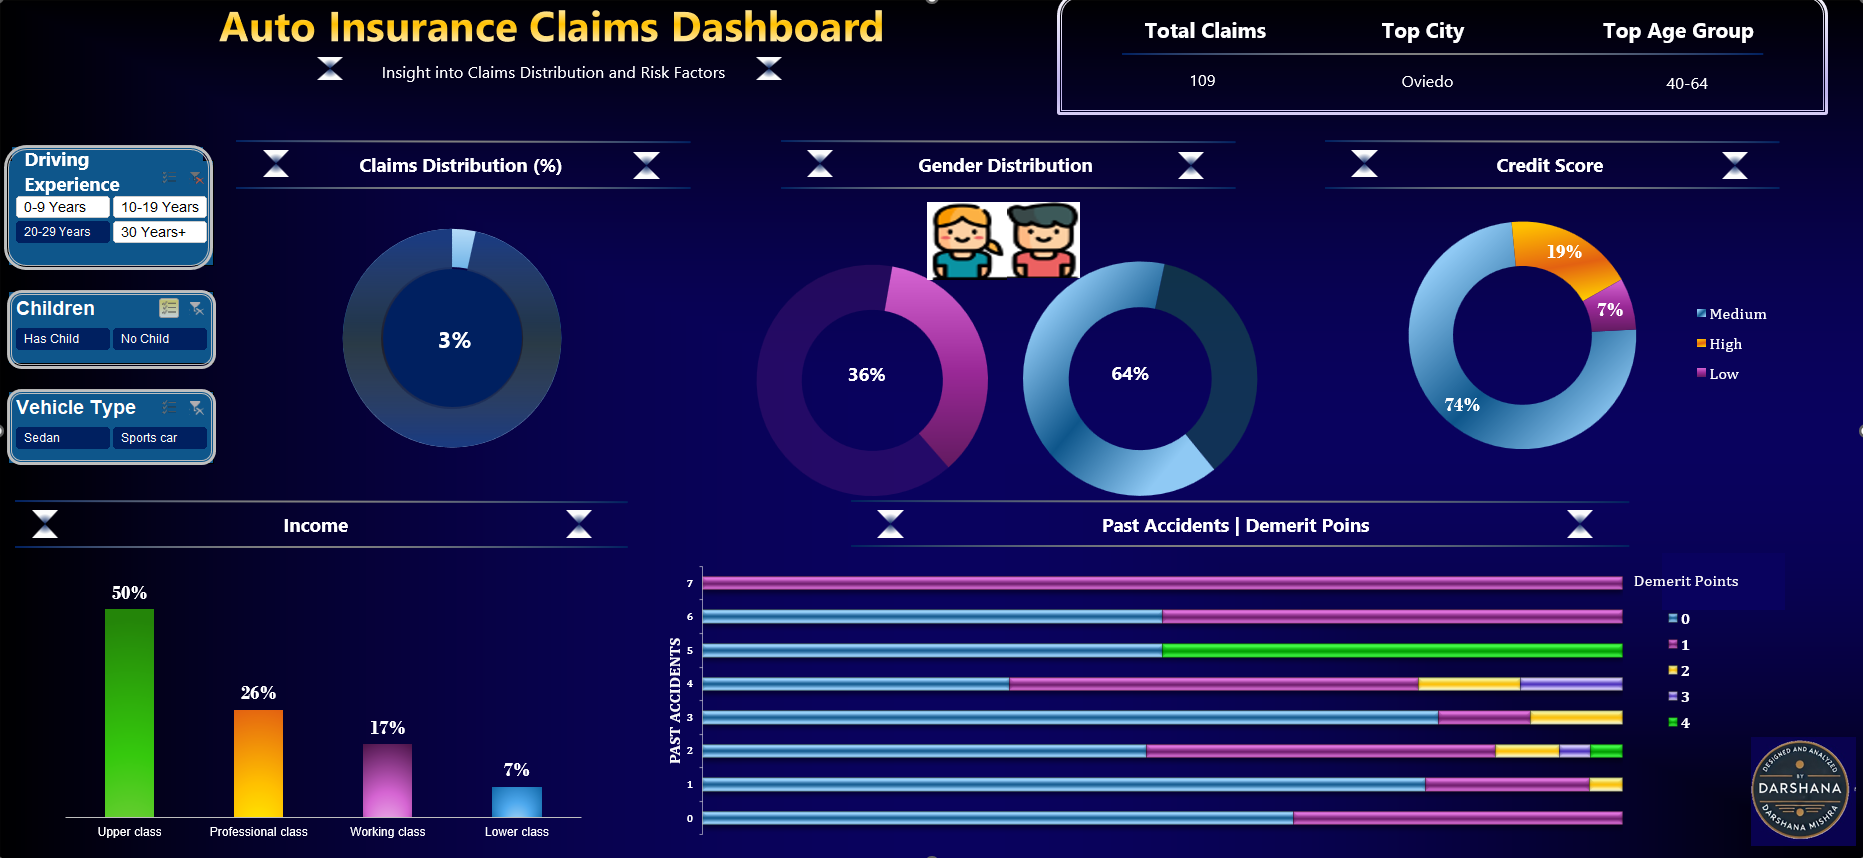 Auto Insurance Claims Dashboard
Insight into Claims Distribution and Risk Factors
Total Claims
Top City
Top Age Group
109
Oviedo
40-64
Driving
Experience
0-9 Years
10-19 Years
20-29 Years
30 Years+
Children
Has Child
No Child
Vehicle Type
Sedan
Sports car
Claims Distribution (%)
3%
Gender Distribution
36%
64%
Credit Score
19%
7%
74%
Medium
High
Low
Income
50%
26%
17%
7%
Upper class
Professional class
Working class
Lower class
Past Accidents | Demerit Poins
PAST ACCIDENTS
7
6
5
4
3
2
1
0
Demerit Points
0
1
2
3
4
DESIGNED AND ANALYZED
BY
DARSHANA
DARSHANA MISHRA